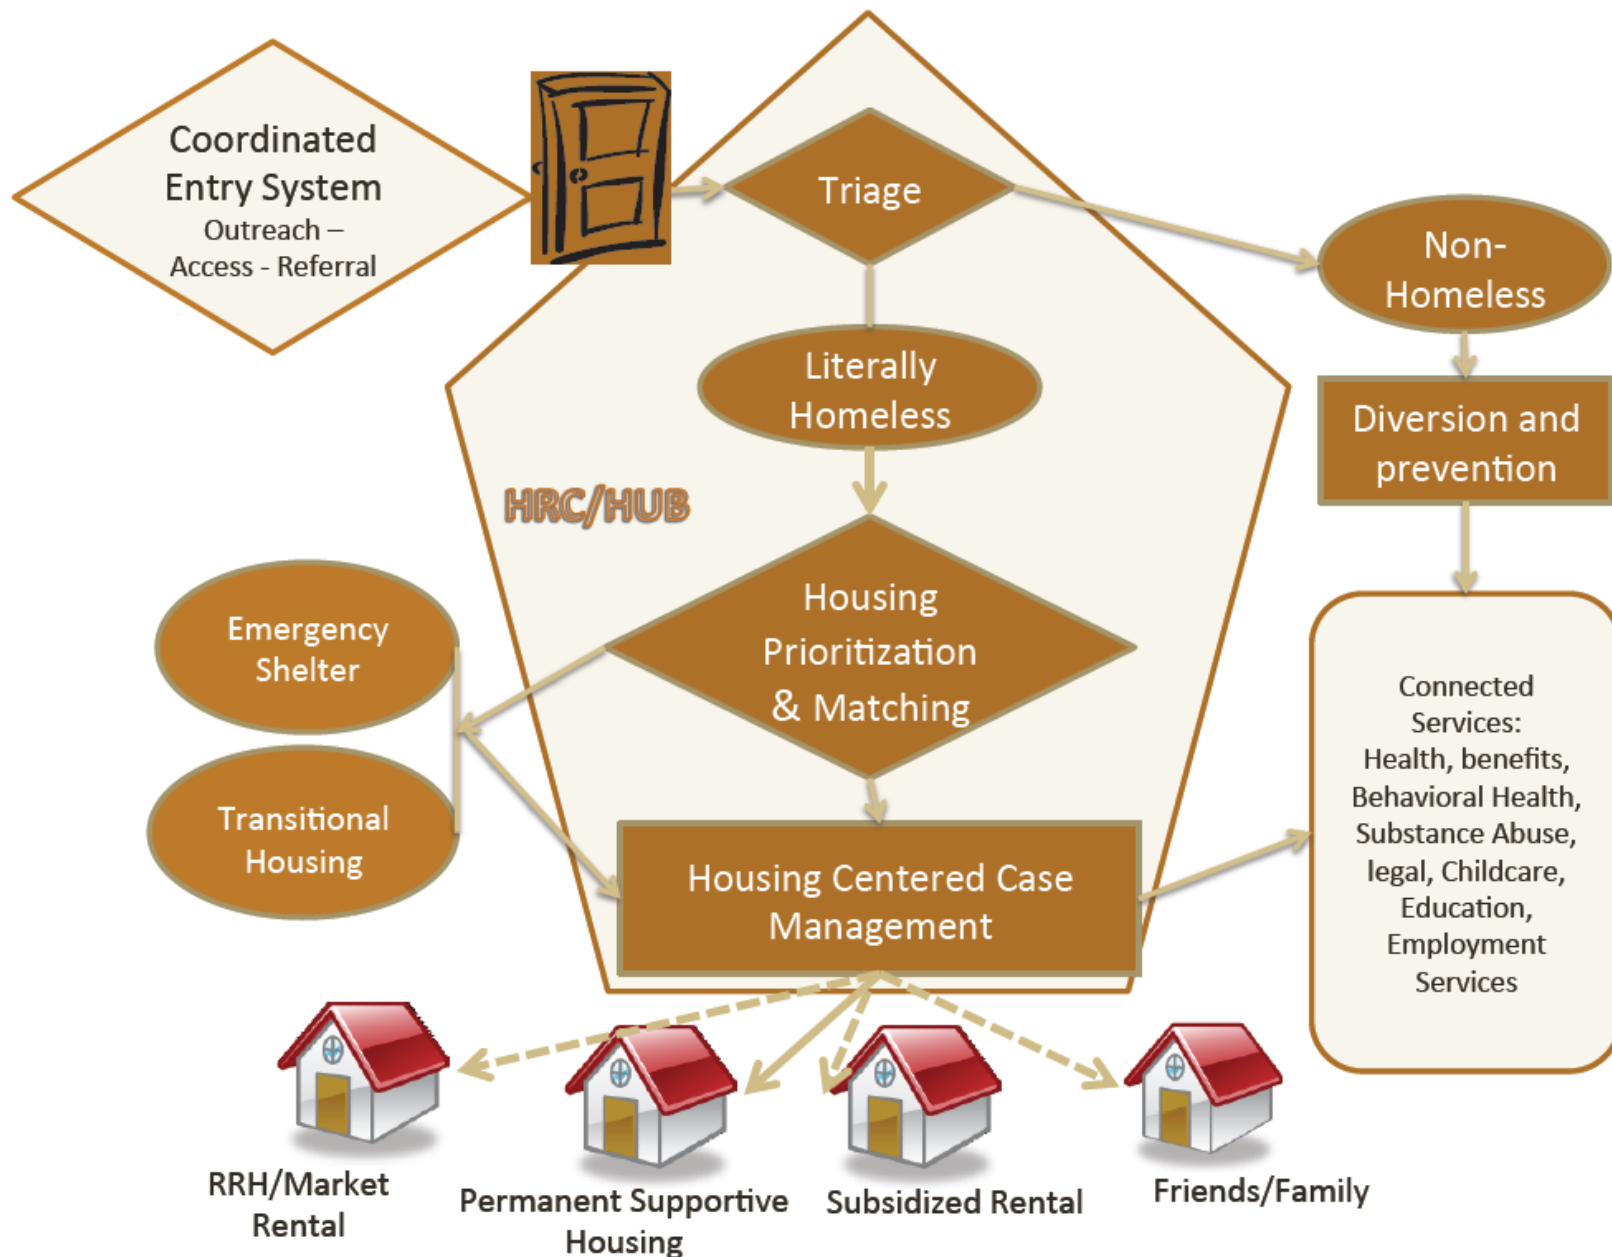 Coordinated
Entry System
Outreach –
Access - Referral
Triage
Non-
Homeless
Literally
Homeless
Diversion and
prevention
HRC/HUB
Housing
Prioritization
& Matching
Emergency
Shelter
Transitional
Housing
Housing Centered Case
Management
Connected
Services:
Health, benefits,
Behavioral Health,
Substance Abuse,
legal, Childcare,
Education,
Employment
Services
RRH/Market
Rental
Permanent Supportive
Housing
Subsidized Rental
Friends/Family